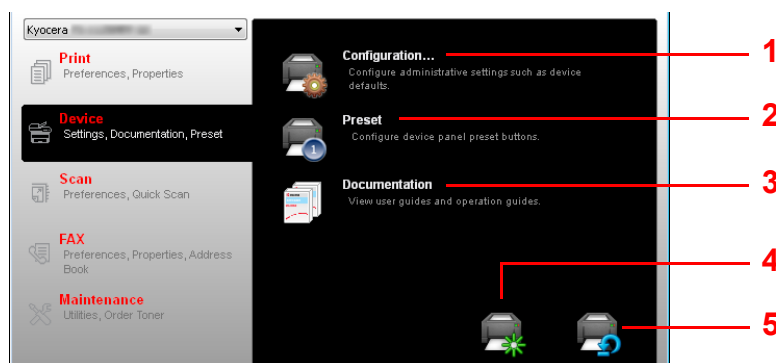 Kyocera
Print
Preferences, Properties
Device
Settings, Documentation, Preset
Scan
Preferences, Quick Scan
FAX
Preferences, Properties, Address
Book
Maintenance
Utilities, Order Toner
Configuration...
Configure administrative settings such as device
defaults.
Preset
Configure device panel preset buttons.
1
Documentation
View user guides and operation guides.
1
2
3
4
5